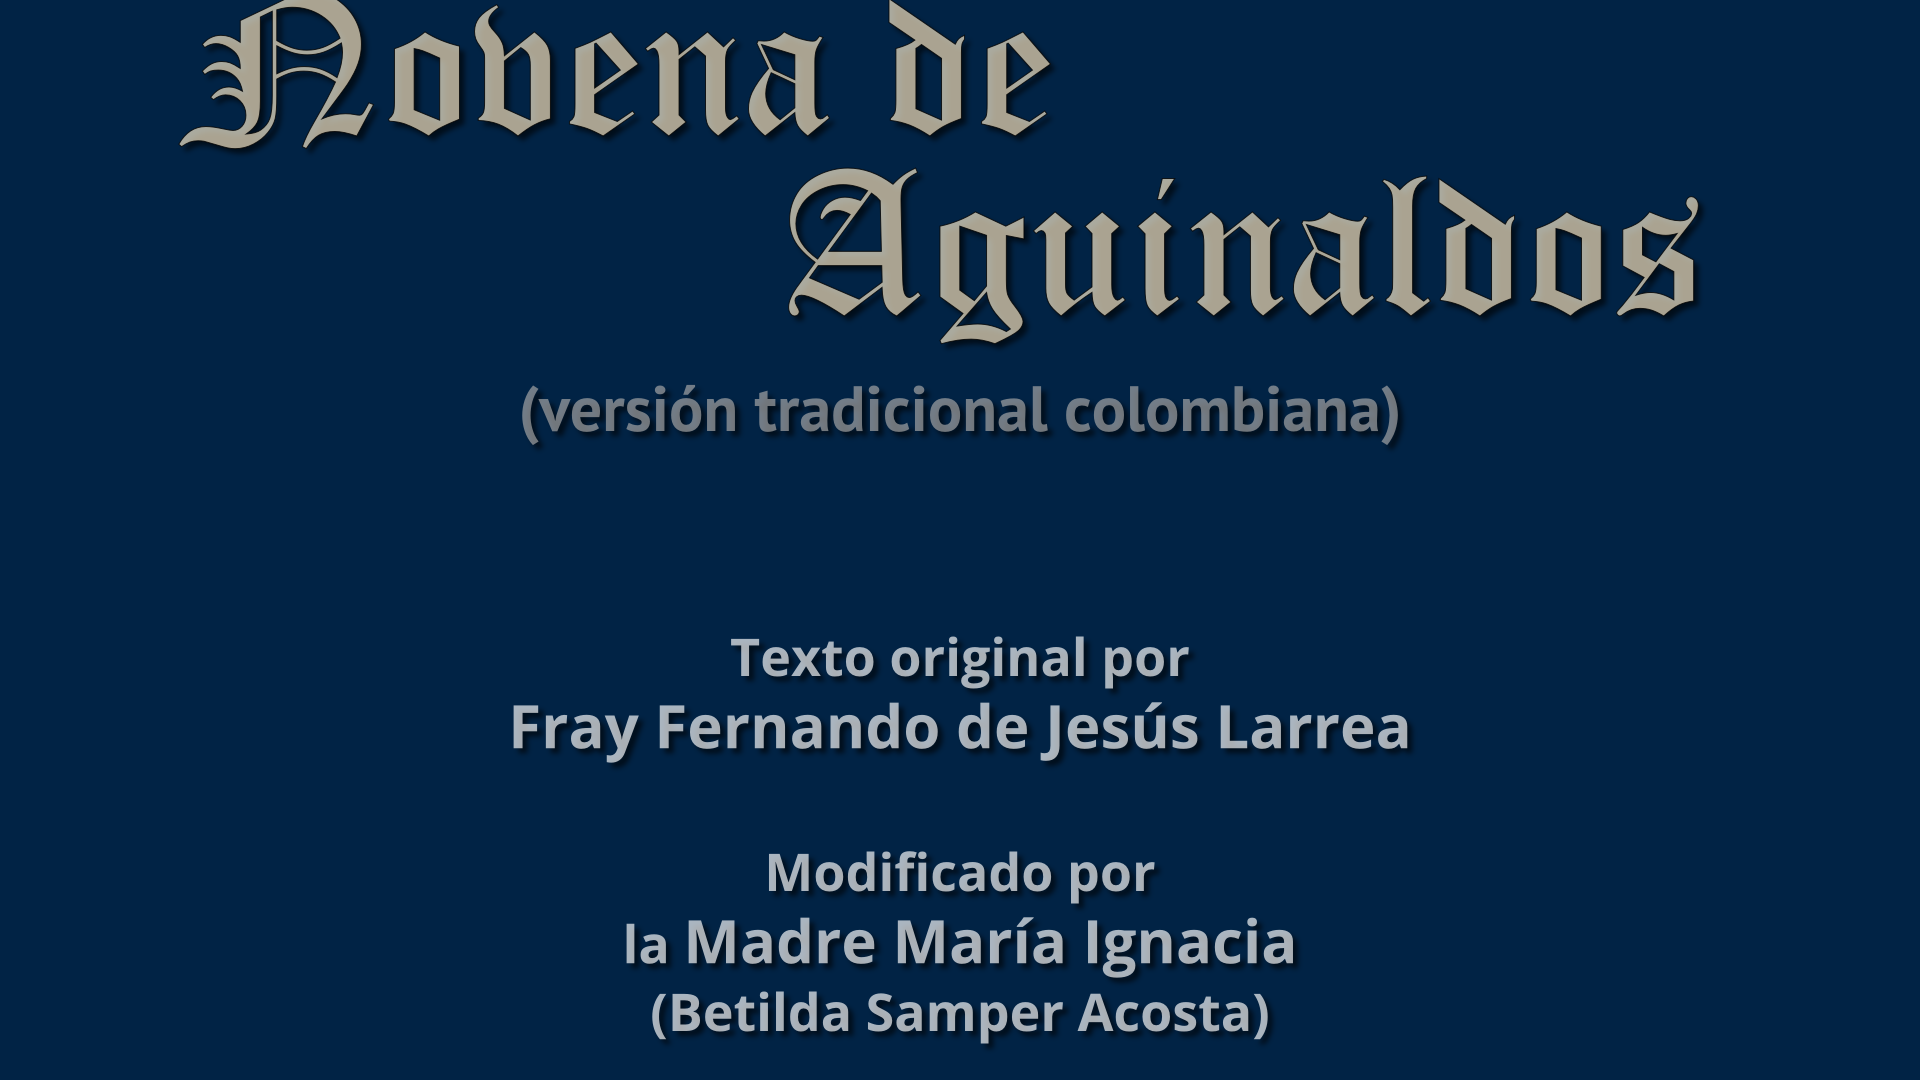 Novena de
Aguinaldos
(versión tradicional colombiana)
Texto original por
Fray Fernando de Jesús Larrea
Modificado por
la Madre María Ignacia
(Betilda Samper Acosta)